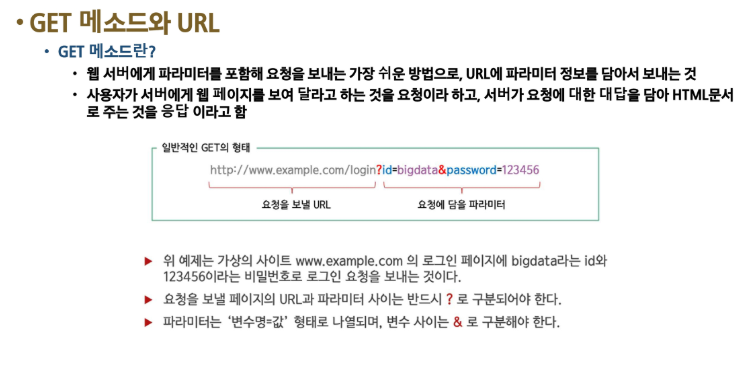 • GET 메소드와 URL
• GET 메소드란?
• 웹 서버에게 파라미터를 포함해 요청을 보내는 가장 쉬운 방법으로, URL에 파라미터 정보를 담아서 보내는 것
• 사용자가 서버에게 웹 페이지를 보여 달라고 하는 것을 요청이라 하고, 서버가 요청에 대한 대답을 담아 HTML문서
로 주는 것을 응답 이라고 함
일반적인 GET의 형태
http://www.example.com/login?id=bigdata&password=123456
요청을 보낼 URL 요청에 담을 파라미터
▶ 위 예제는 가상의 사이트 www.example.com 의 로그인 페이지에 bigdata라는 id와
123456이라는 비밀번호로 로그인 요청을 보내는 것이다.
▶ 요청을 보낼 페이지의 URL과 파라미터 사이는 반드시 ? 로 구분되어야 한다.
▶ 파라미터는 ‘변수명=값’ 형태로 나열되며, 변수 사이는 & 로 구분해야 한다.